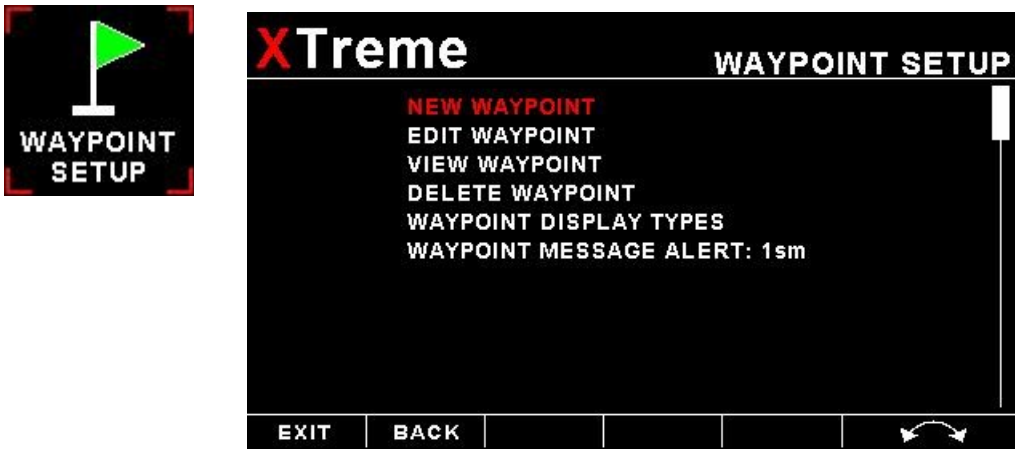 WAYPOINT
SETUP
XTreme
WAYPOINT SETUP
NEW WAYPOINT
EDIT WAYPOINT
VIEW WAYPOINT
DELETE WAYPOINT
WAYPOINT DISPLAY TYPES
WAYPOINT MESSAGE ALERT: 1sm
EXIT BACK